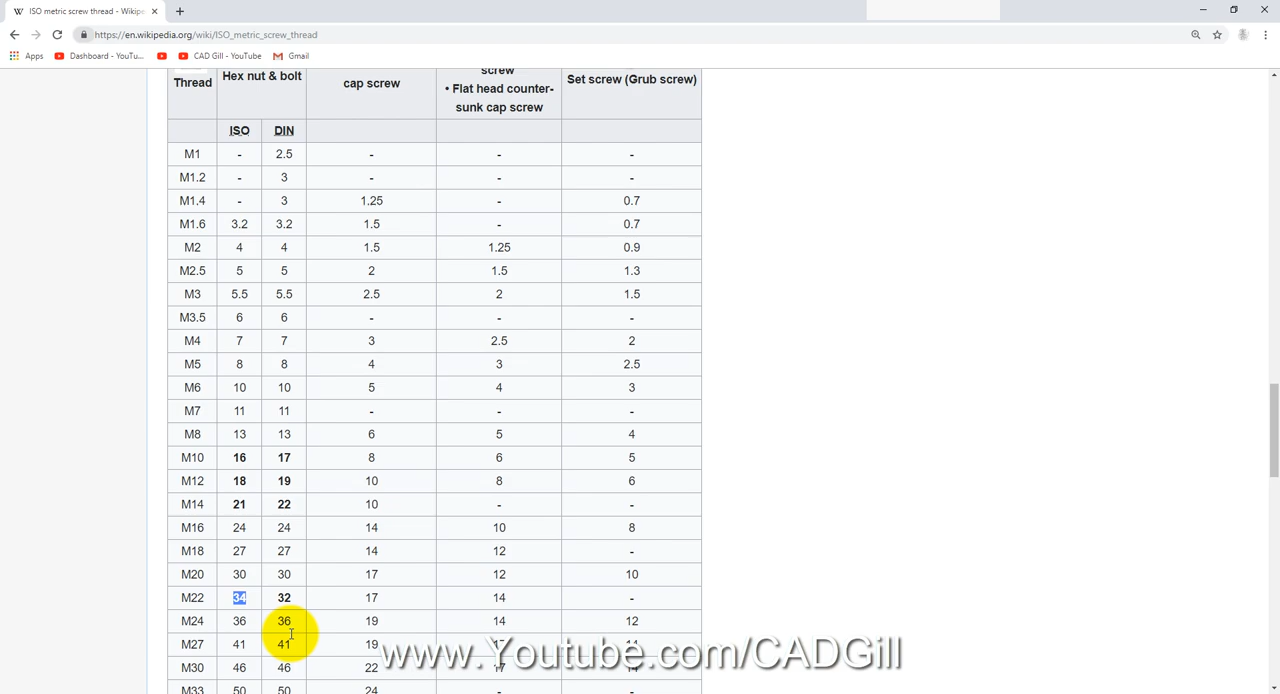 ISO metric screw thread - Wikipe
https://en.wikipedia.org/wiki/ISO_metric_screw_thread
Apps Dashboard - YouTu... CAD Gill - YouTube Gmail
Thread Hex nut & bolt cap screw screw Set screw (Grub screw)
• Flat head counter-
sunk cap screw
ISO DIN
M1 - 2.5 - - -
M1.2 - 3 - - -
M1.4 - 3 1.25 - 0.7
M1.6 3.2 3.2 1.5 - 0.7
M2 4 4 1.5 1.25 0.9
M2.5 5 5 2 1.5 1.3
M3 5.5 5.5 2.5 2 1.5
M3.5 6 6 - - -
M4 7 7 3 2.5 2
M5 8 8 4 3 2.5
M6 10 10 5 4 3
M7 11 11 - - -
M8 13 13 6 5 4
M10 16 17 8 6 5
M12 18 19 10 8 6
M14 21 22 10 - -
M16 24 24 14 10 8
M18 27 27 14 12 -
M20 30 30 17 12 10
M22 34 32 17 14 -
M24 36 36 19 14 12
M27 41 41 19
M30 46 46 22
M33 50 50 24 - -
www.Youtube.com/CADGill